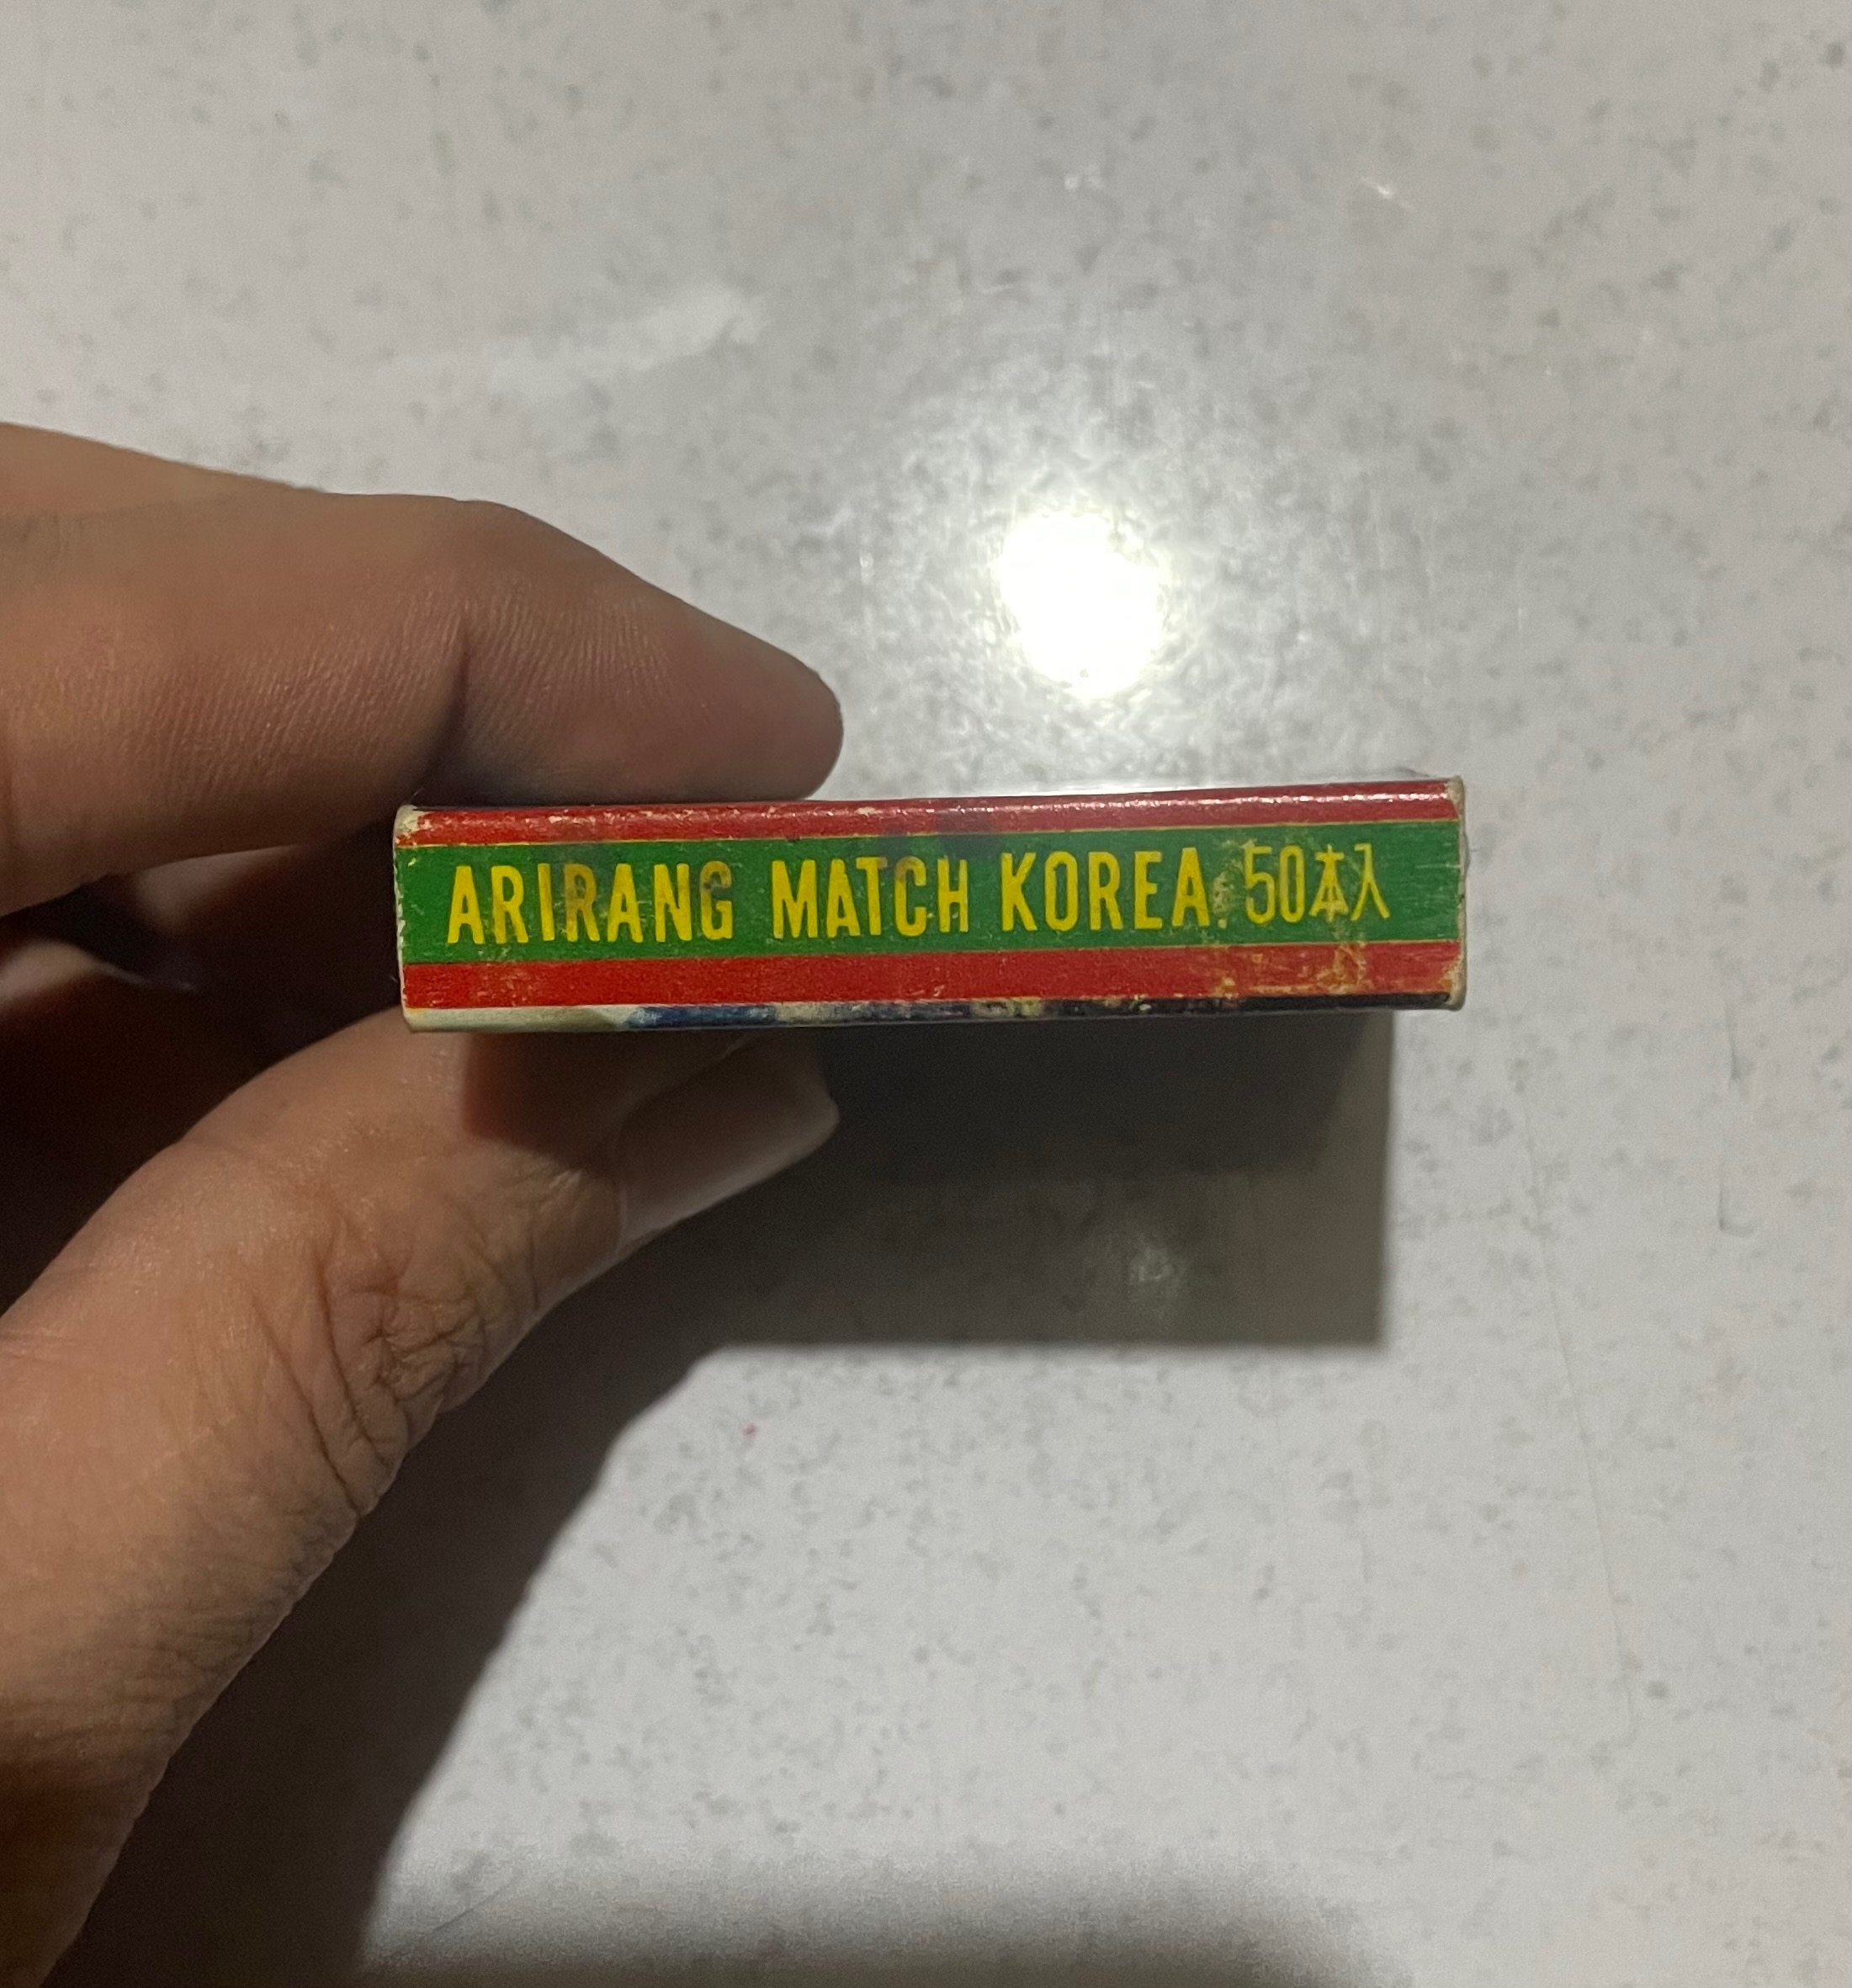 ARIRANG MATCH KOREA. 50本入